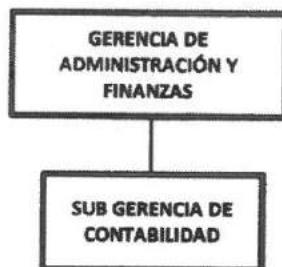 GERENCIA DE
ADMINISTRACIÓN Y
FINANZAS
SUB GERENCIA DE
CONTABILIDAD